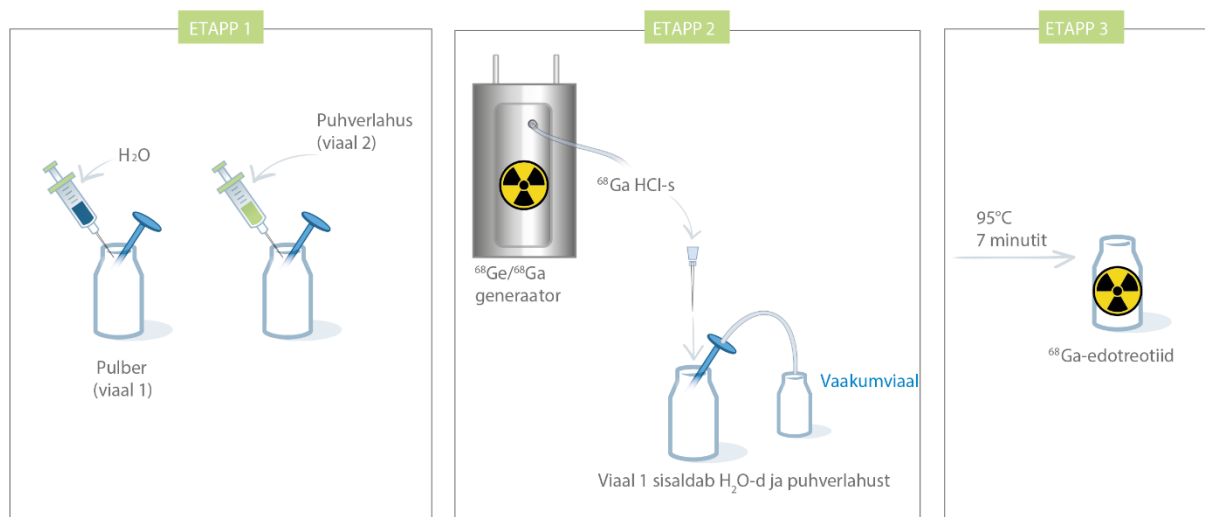 ETAPP 1
H₂O
Puhverlahus
(viaal 2)
Pulber
(viaal 1)
ETAPP 2
⁶⁸Ga HCl-s
⁶⁸Ge/⁶⁸Ga
generaator
Vaakumviaal
Viaal 1 sisaldab H₂O-d ja puhverlahust
ETAPP 3
95°C
7 minutit
⁶⁸Ga-edotreotiid